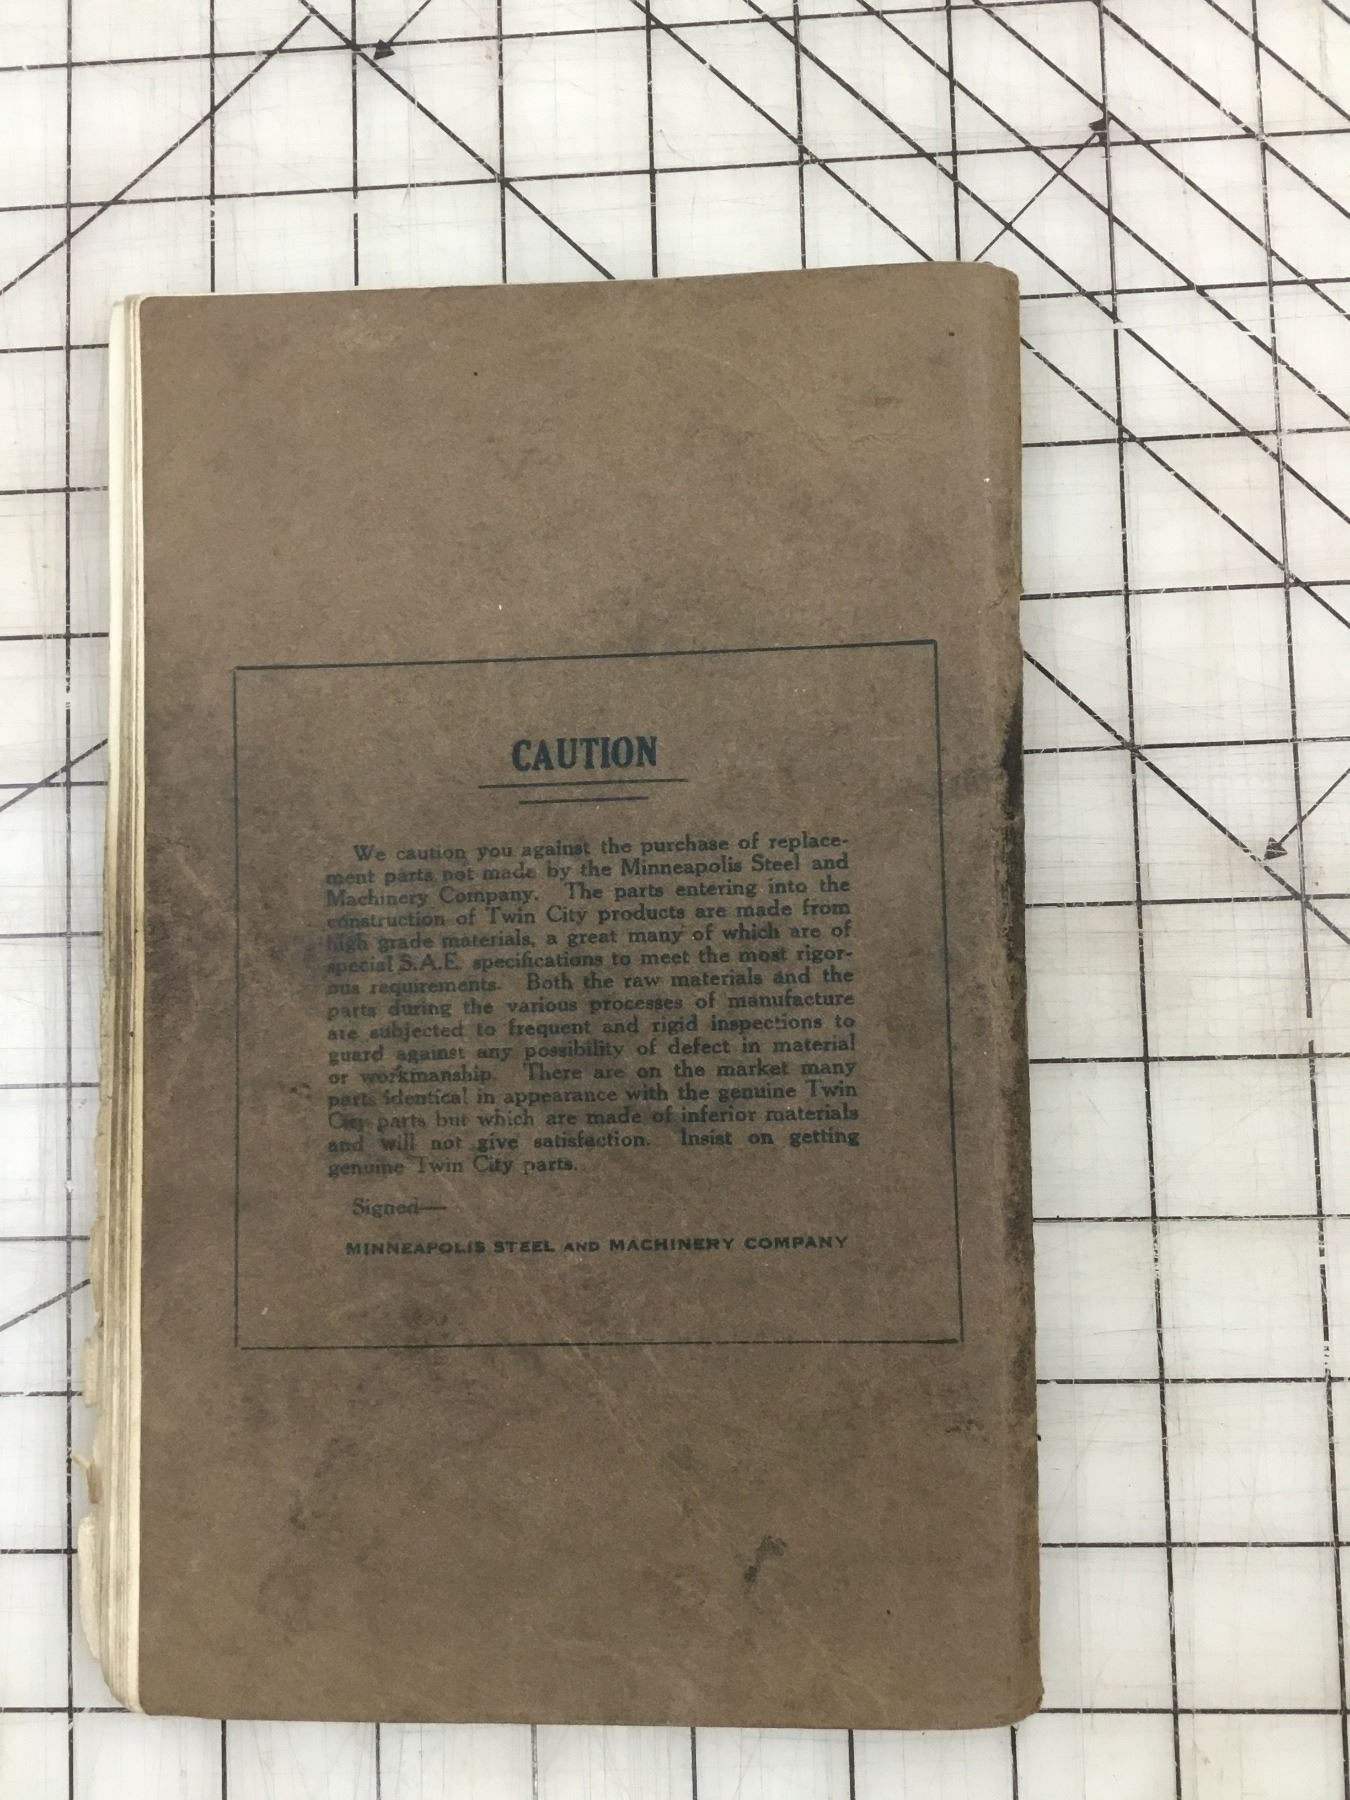 CAUTION
We caution you against the purchase of replace-
ment parts not made by the Minneapolis Steel and
Machinery Company. The parts entering into the
construction of Twin City products are made from
high grade materials, a great many of which are of
special S.A.E. specifications to meet the most rigor-
ous requirements. Both the raw materials and the
parts during the various processes of manufacture
are subjected to frequent and rigid inspections to
guard against any possibility of defect in material
or workmanship. There are on the market many
parts identical in appearance with the genuine Twin
City parts but which are made of inferior materials
and will not give satisfaction. Insist on getting
genuine Twin City parts.
Signed—
MINNEAPOLIS STEEL AND MACHINERY COMPANY